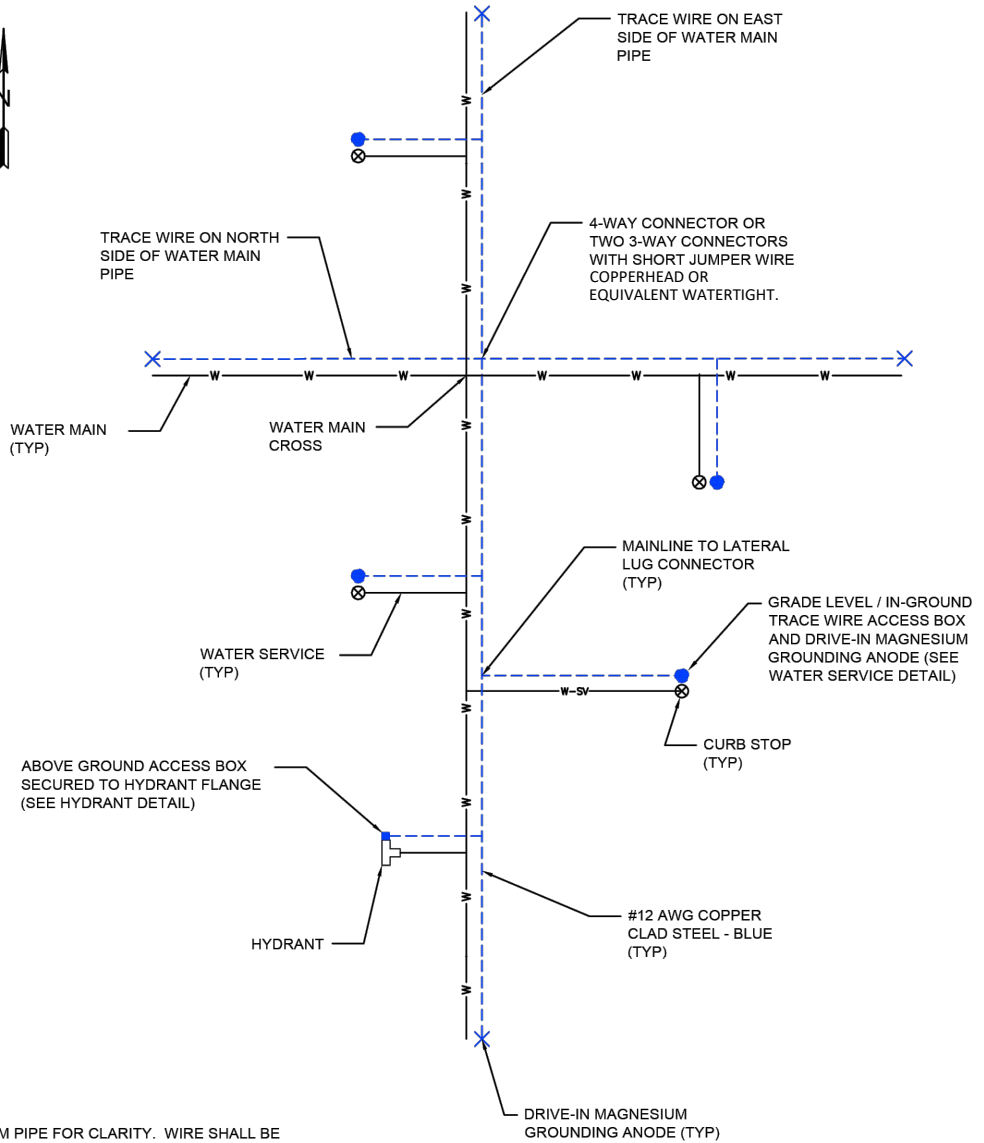 TRACE WIRE ON EAST
SIDE OF WATER MAIN
PIPE
N
W
W
TRACE WIRE ON NORTH
SIDE OF WATER MAIN
PIPE
4-WAY CONNECTOR OR
TWO 3-WAY CONNECTORS
WITH SHORT JUMPER WIRE
COPPERHEAD OR
EQUIVALENT WATERTIGHT.
W
W W W W W W W
WATER MAIN
(TYP)
WATER MAIN
CROSS
W
W
MAINLINE TO LATERAL
LUG CONNECTOR
(TYP)
GRADE LEVEL / IN-GROUND
TRACE WIRE ACCESS BOX
AND DRIVE-IN MAGNESIUM
GROUNDING ANODE (SEE
WATER SERVICE DETAIL)
W
WATER SERVICE
(TYP)
W-SV
W
CURB STOP
(TYP)
ABOVE GROUND ACCESS BOX
SECURED TO HYDRANT FLANGE
(SEE HYDRANT DETAIL)
W
W
HYDRANT
#12 AWG COPPER
CLAD STEEL - BLUE
(TYP)
W
DRIVE-IN MAGNESIUM
GROUNDING ANODE (TYP)
M PIPE FOR CLARITY. WIRE SHALL BE